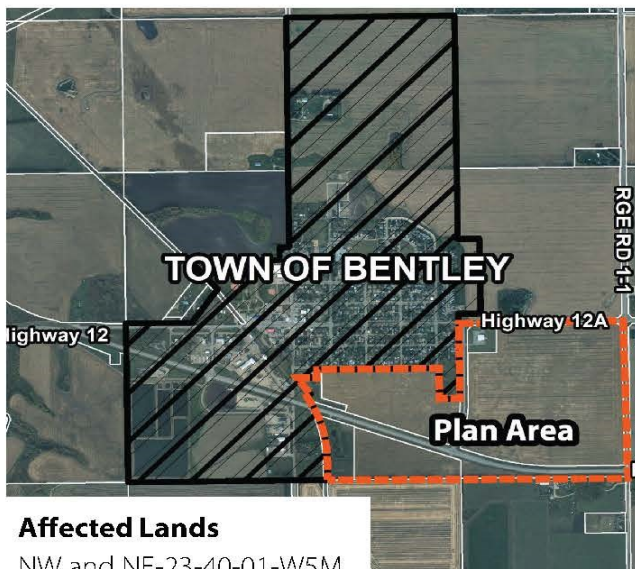 TOWN OF BENTLEY
RGE RD 1-1
Highway 12
Highway 12A
Plan Area
Affected Lands
NW and NE-23-40-01-W5M